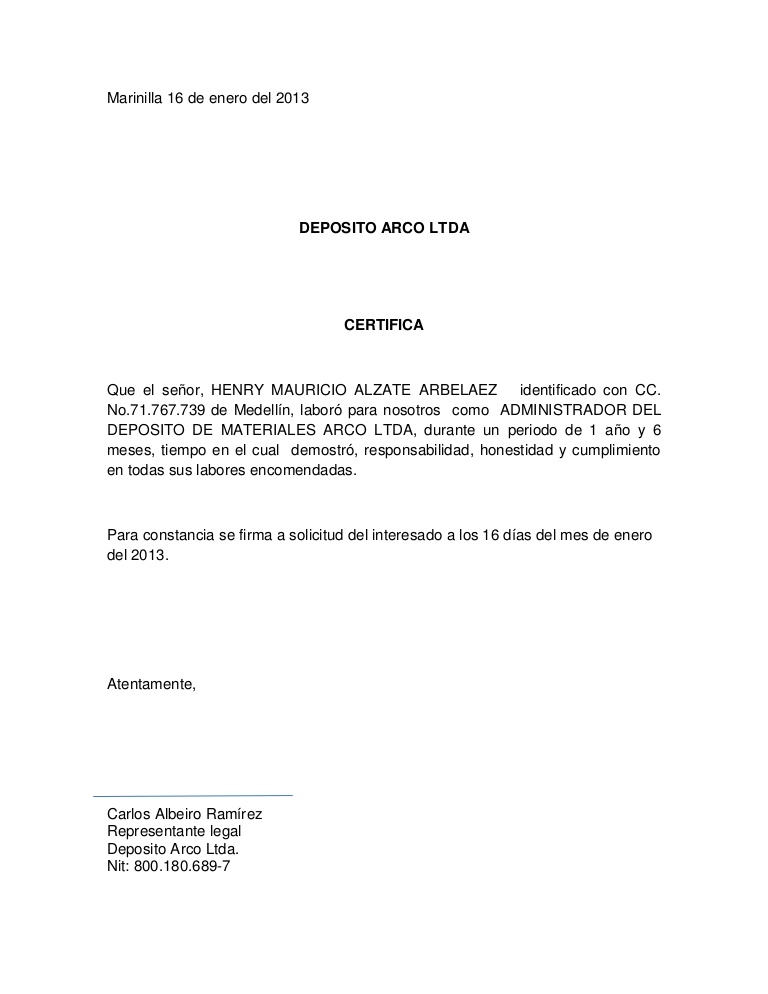 Marinilla 16 de enero del 2013
DEPOSITO ARCO LTDA
CERTIFICA
Que el señor, HENRY MAURICIO ALZATE ARBELAEZ identificado con CC.
No.71.767.739 de Medellín, laboró para nosotros como ADMINISTRADOR DEL
DEPOSITO DE MATERIALES ARCO LTDA, durante un periodo de 1 año y 6
meses, tiempo en el cual demostró, responsabilidad, honestidad y cumplimiento
en todas sus labores encomendadas.
Para constancia se firma a solicitud del interesado a los 16 días del mes de enero
del 2013.
Atentamente,
Carlos Albeiro Ramírez
Representante legal
Deposito Arco Ltda.
Nit: 800.180.689-7